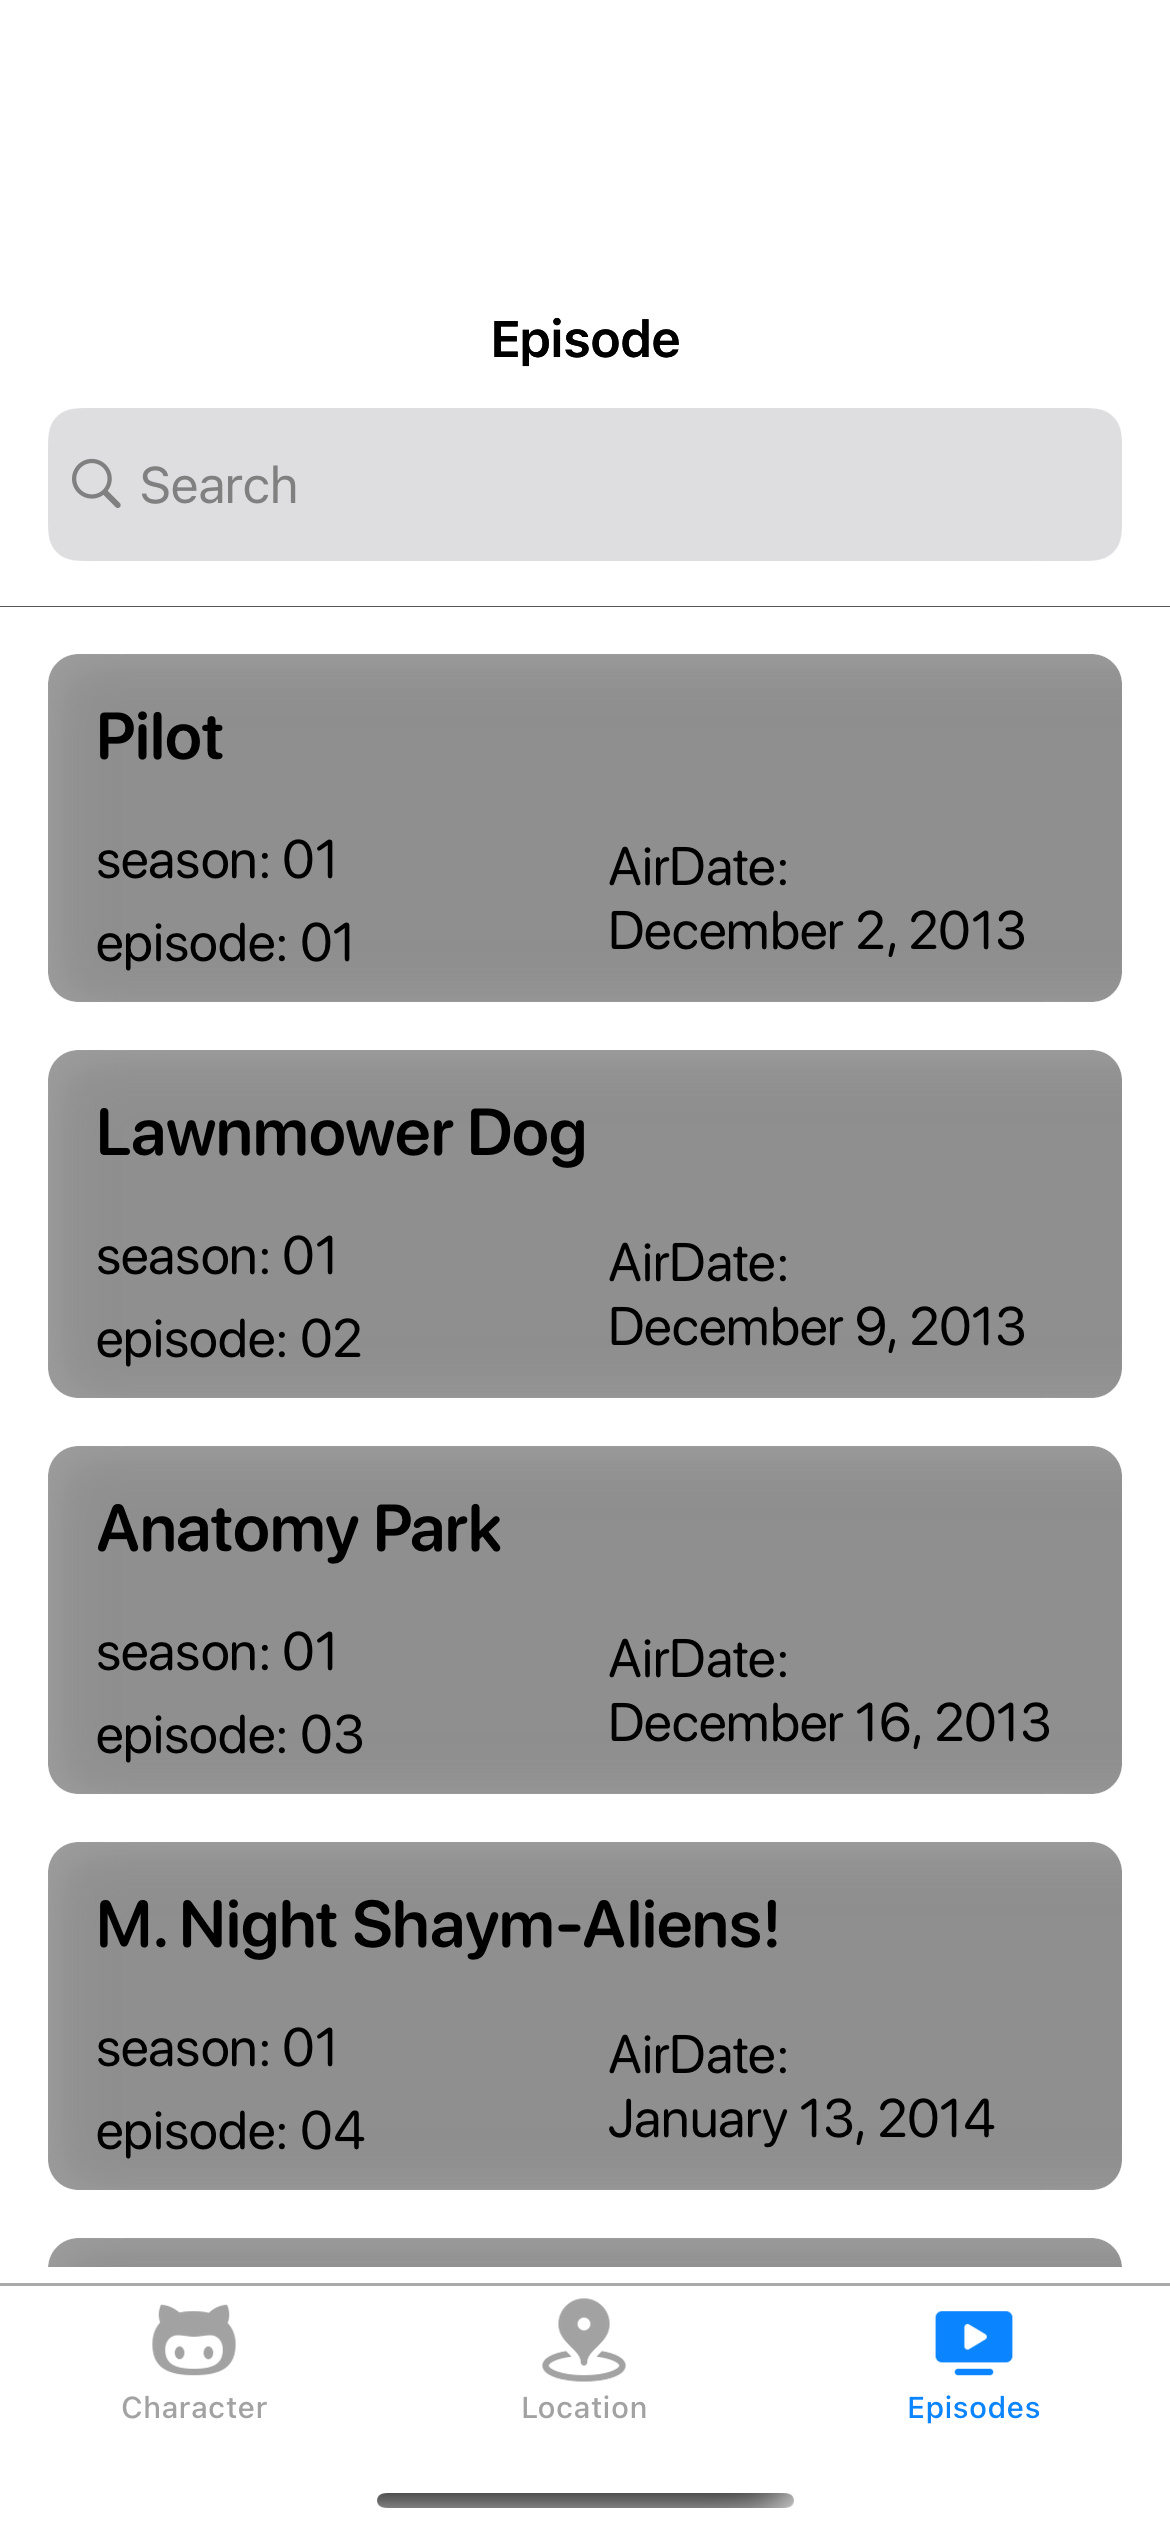 Episode
Search
Pilot
season: 01
episode: 01
AirDate:
December 2, 2013
Lawnmower Dog
season: 01
episode: 02
AirDate:
December 9, 2013
Anatomy Park
season: 01
episode: 03
AirDate:
December 16, 2013
M. Night Shaym-Aliens!
season: 01
episode: 04
AirDate:
January 13, 2014
Character
Location
Episodes